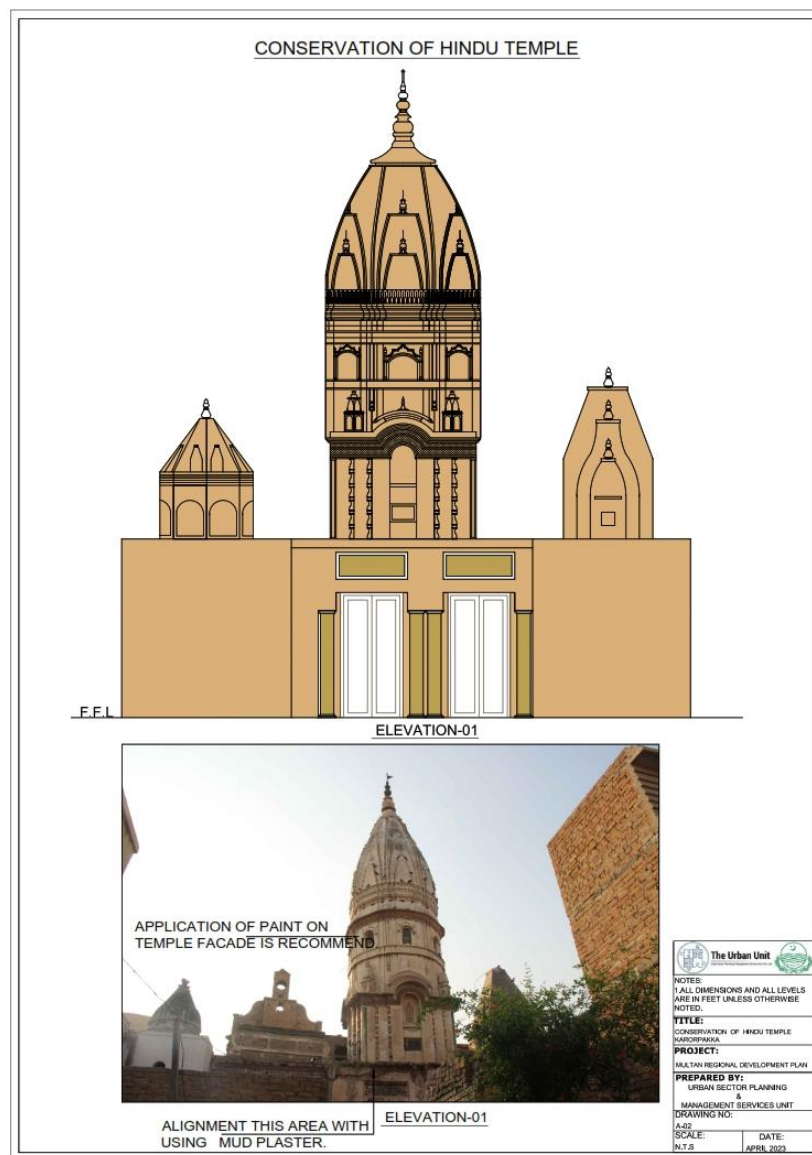 CONSERVATION OF HINDU TEMPLE
F.F.L
ELEVATION-01
APPLICATION OF PAINT ON
TEMPLE FACADE IS RECOMMEND
ALIGNMENT THIS AREA WITH
USING MUD PLASTER.
ELEVATION-01
The Urban Unit
NOTES:
1.ALL DIMENSIONS AND ALL LEVELS
ARE IN FEET UNLESS OTHERWISE
NOTED.
TITLE:
CONSERVATION OF HINDU TEMPLE
KARORPAKKA
PROJECT:
MULTAN REGIONAL DEVELOPMENT PLAN
PREPARED BY:
URBAN SECTOR PLANNING
&
MANAGEMENT SERVICES UNIT
DRAWING NO:
A-02
SCALE:
N.T.S
DATE:
APRIL 2023